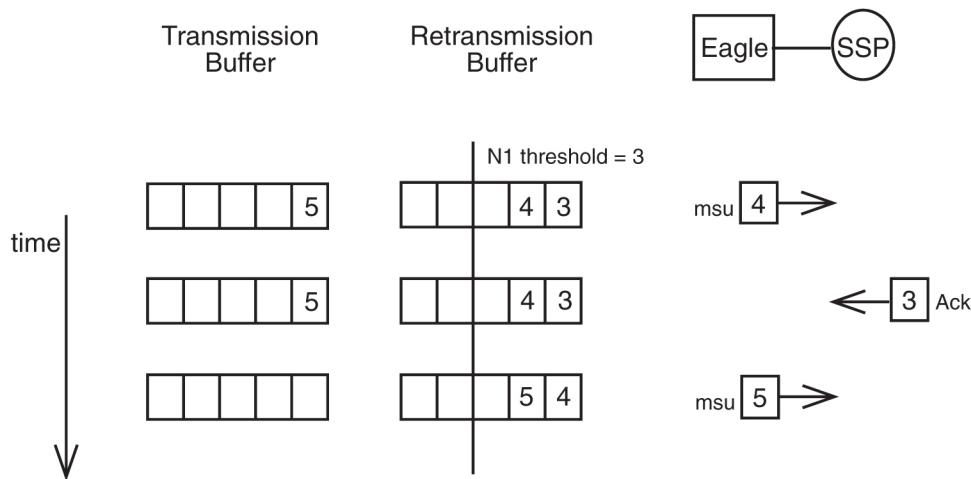 Transmission
Buffer
Retransmission
Buffer
Eagle
SSP
N1 threshold = 3
5
4 3
msu 4
time
5
4 3
3 Ack
5 4
msu 5